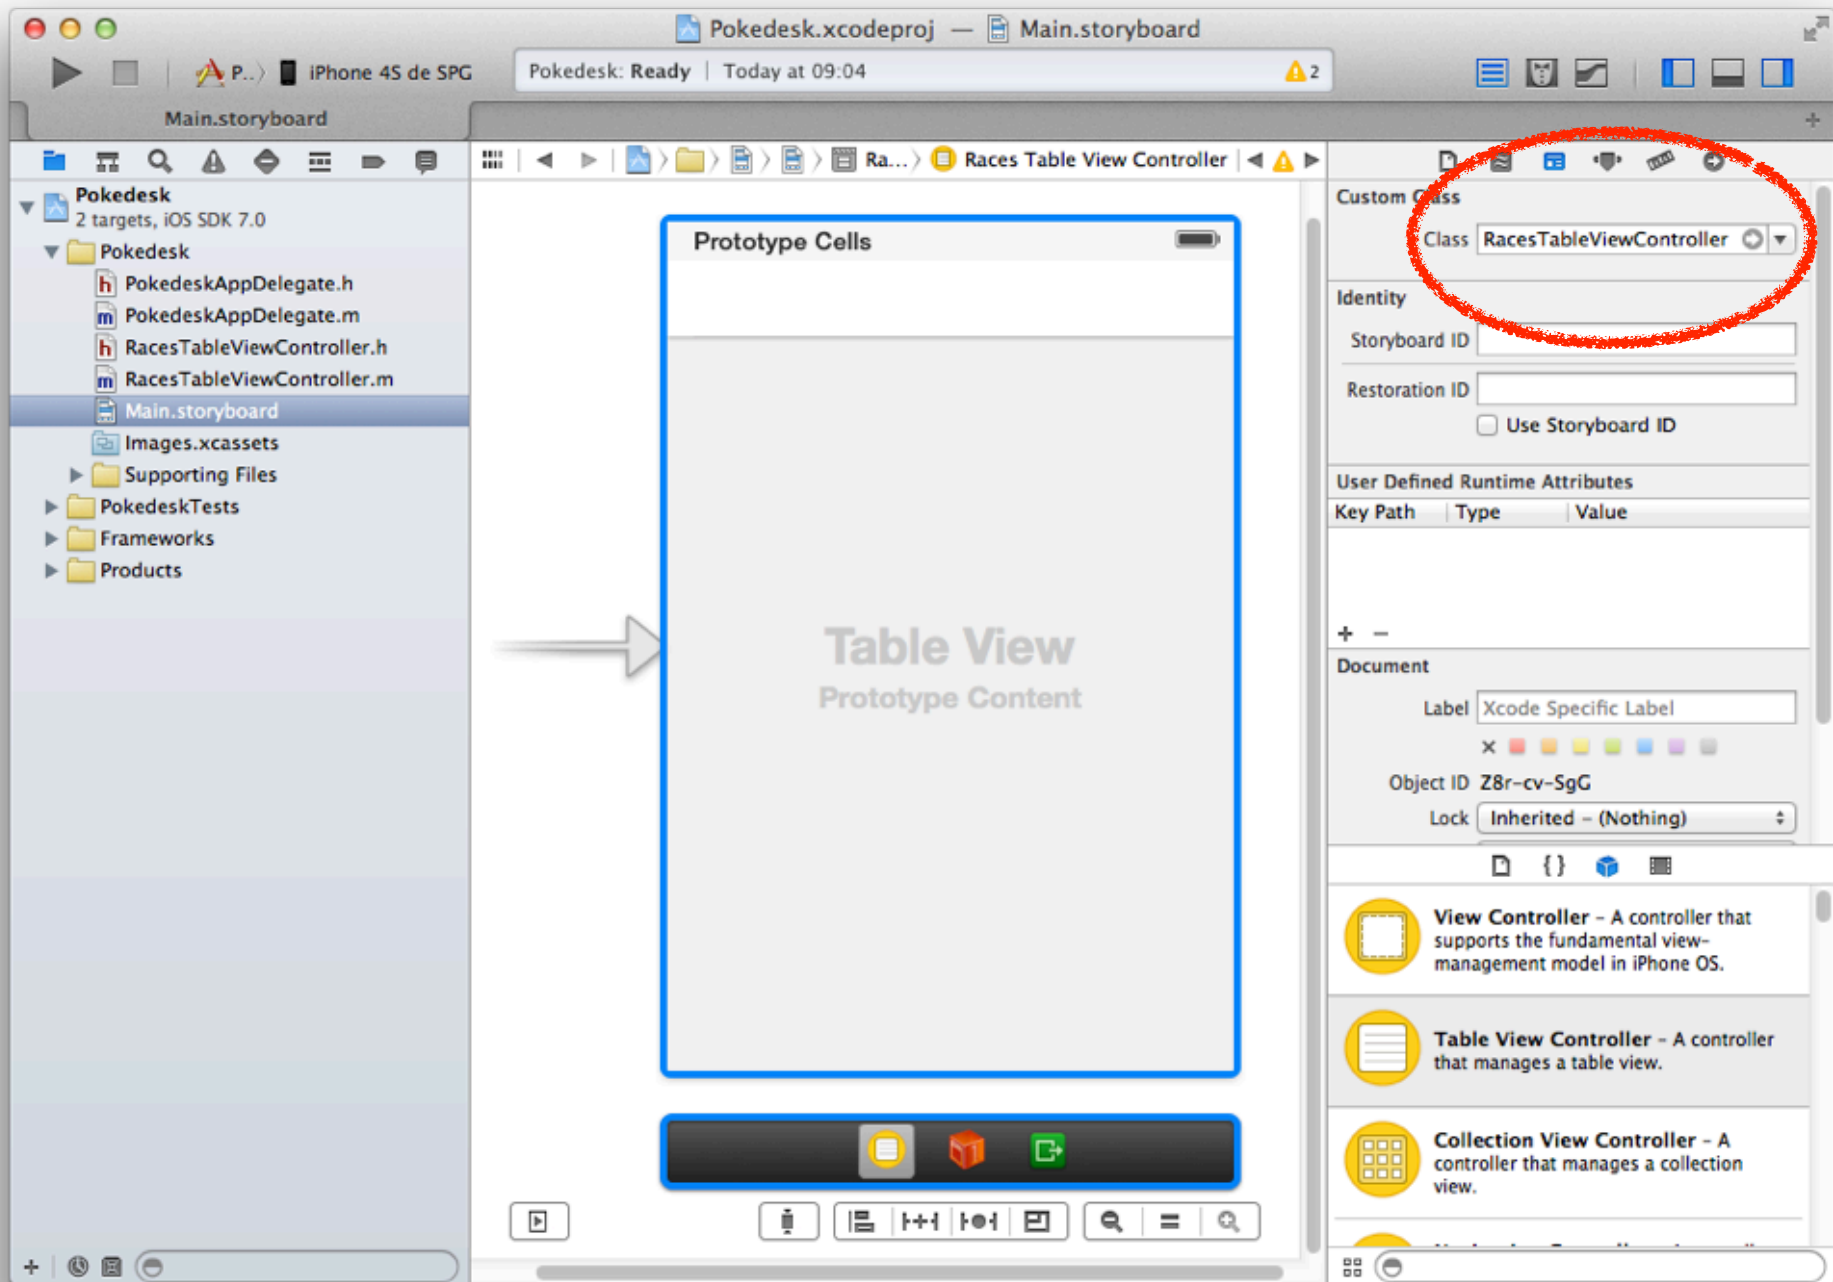 Pokedesk.xcodeproj — Main.storyboard
P.. iPhone 4S de SPG
Pokedesk: Ready | Today at 09:04
2
Main.storyboard
Ra... Races Table View Controller
Pokedesk
2 targets, iOS SDK 7.0
Pokedesk
h PokedeskAppDelegate.h
m PokedeskAppDelegate.m
h RacesTableViewController.h
m RacesTableViewController.m
Main.storyboard
Images.xcassets
Supporting Files
PokedeskTests
Frameworks
Products
Prototype Cells
Table View
Prototype Content
Custom Class
Class RacesTableViewController
Identity
Storyboard ID
Restoration ID
Use Storyboard ID
User Defined Runtime Attributes
Key Path Type Value
+ −
Document
Label Xcode Specific Label
Object ID Z8r-cv-SgG
Lock Inherited – (Nothing)
{ }
View Controller – A controller that
supports the fundamental view-
management model in iPhone OS.
Table View Controller – A controller
that manages a table view.
Collection View Controller – A
controller that manages a collection
view.